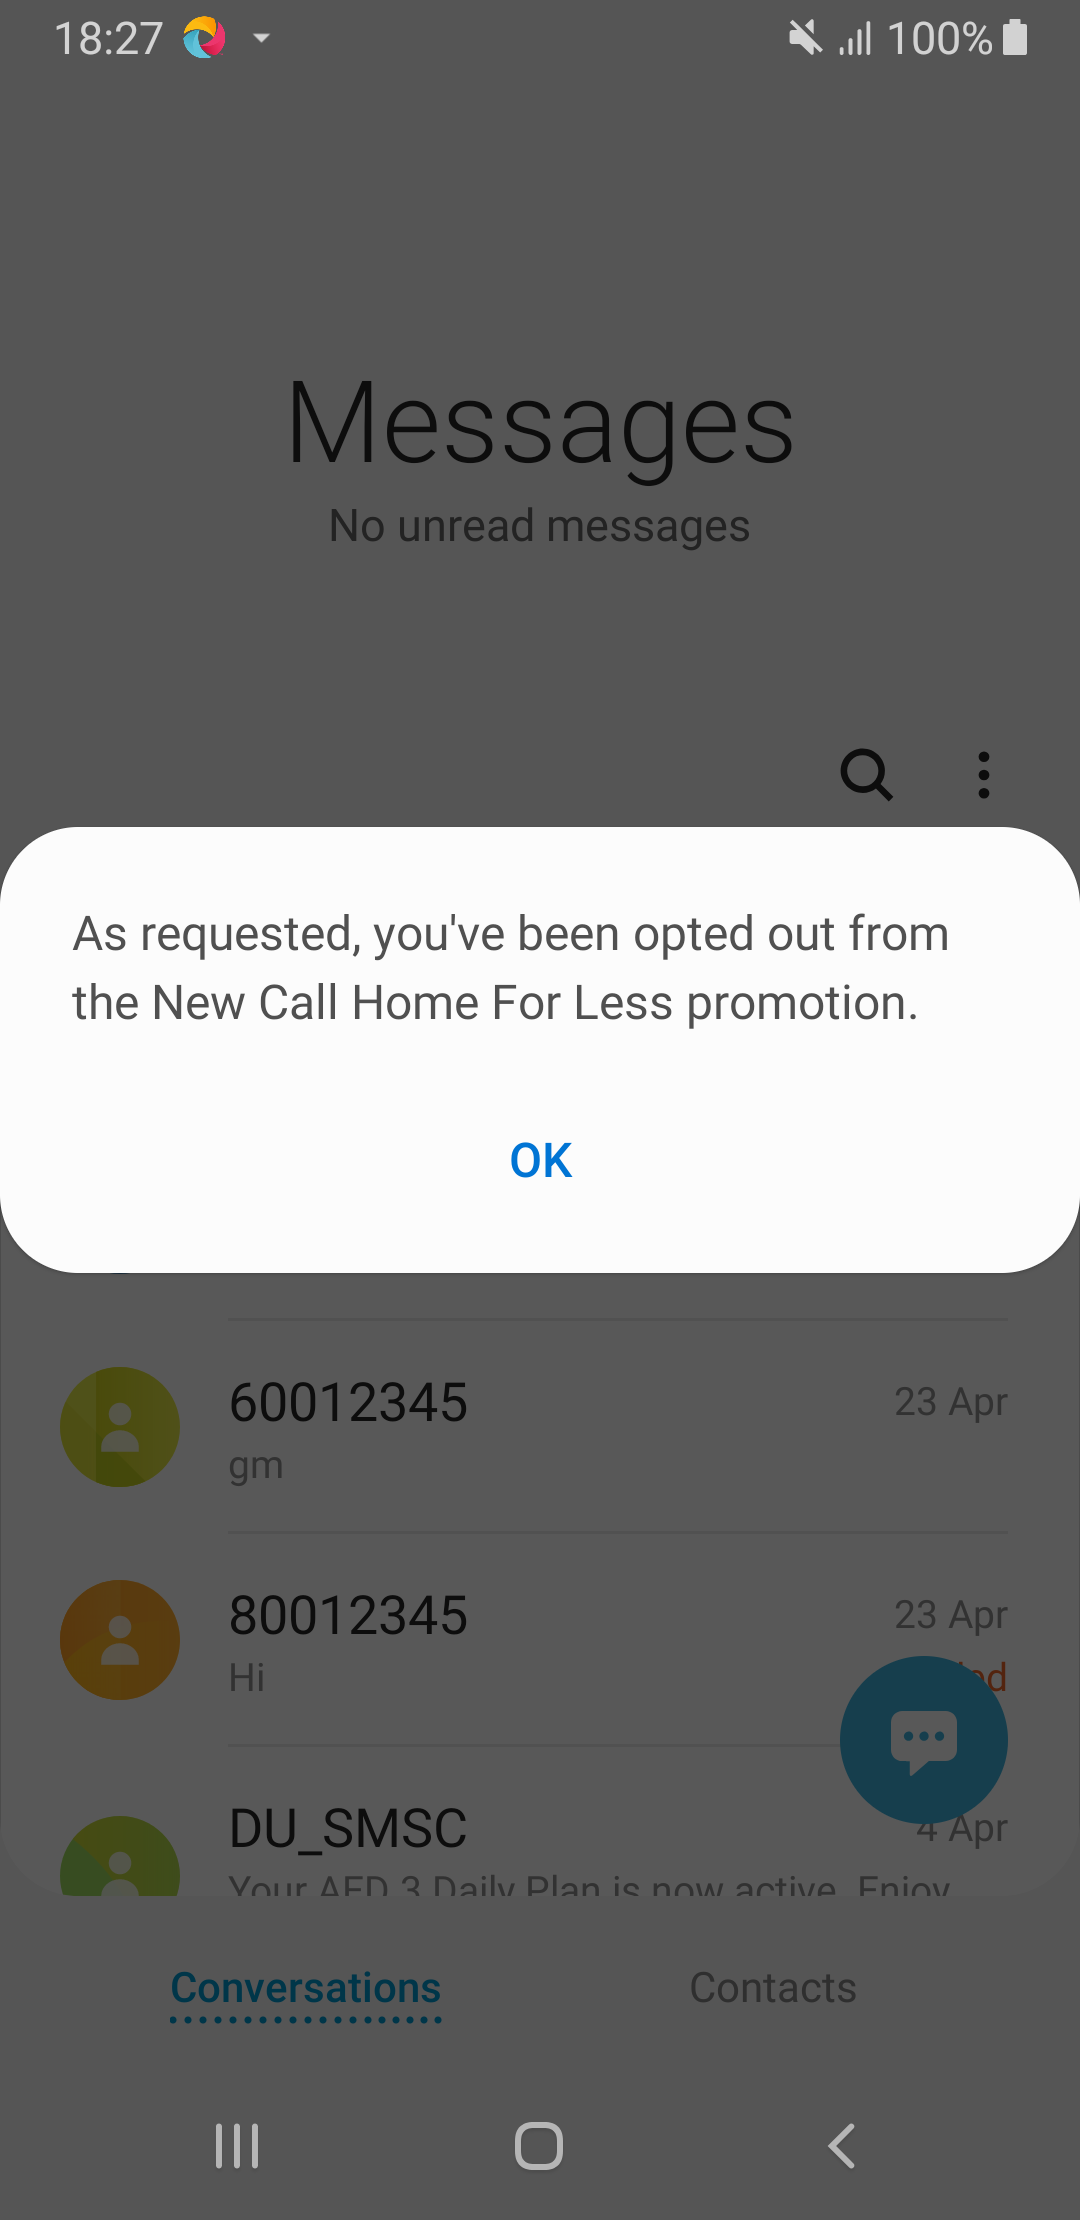 18:27
100%
Messages
No unread messages
As requested, you've been opted out from
the New Call Home For Less promotion.
OK
60012345
23 Apr
gm
80012345
23 Apr
Hi
DU_SMSC
4 Apr
Your AED 3 Daily Plan is now active. Enjoy
Conversations
Contacts